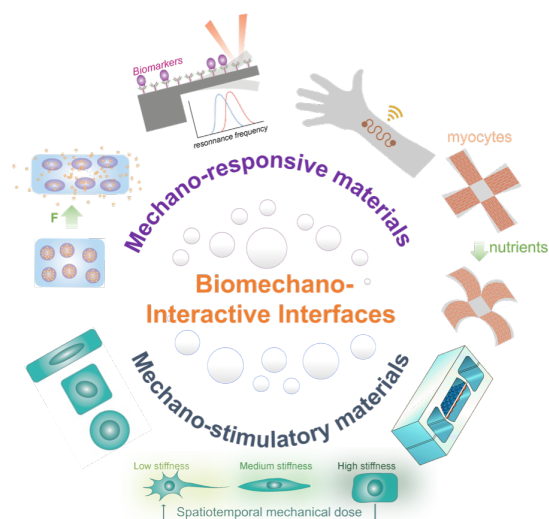 Biomarkers
resonnance frequency
myocytes
Mechano-responsive materials
F
nutrients
Biomechano-
Interactive Interfaces
Mechano-stimulatory materials
Low stiffness
Medium stiffness
High stiffness
Spatiotemporal mechanical dose